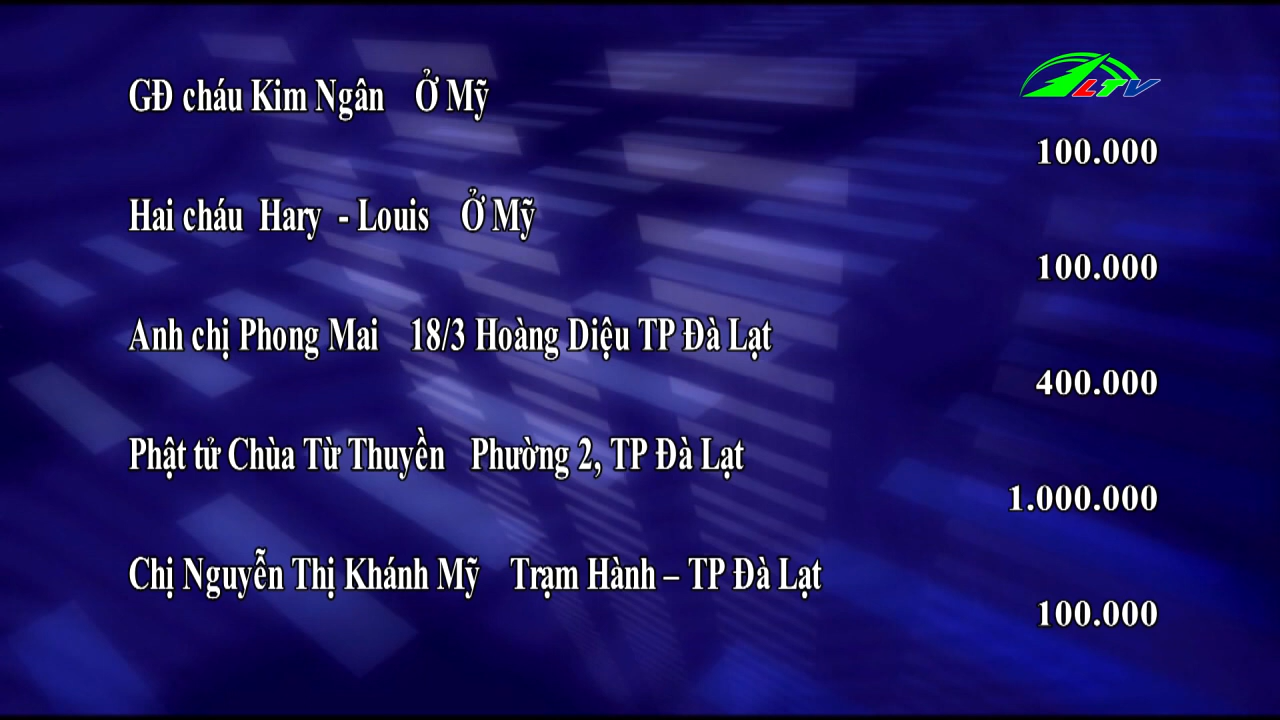 LTV
GĐ cháu Kim Ngân Ở Mỹ
100.000
Hai cháu Hary - Louis Ở Mỹ
100.000
Anh chị Phong Mai 18/3 Hoàng Diệu TP Đà Lạt
400.000
Phật tử Chùa Từ Thuyền Phường 2, TP Đà Lạt
1.000.000
Chị Nguyễn Thị Khánh Mỹ Trạm Hành – TP Đà Lạt
100.000